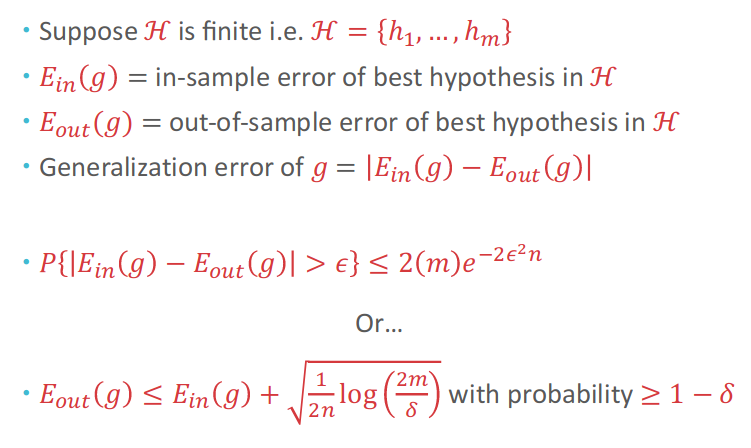 • Suppose ℋ is finite i.e. ℋ = {h₁, …, hₘ}
• E_in(g) = in-sample error of best hypothesis in ℋ
• E_out(g) = out-of-sample error of best hypothesis in ℋ
• Generalization error of g = |E_in(g) − E_out(g)|
• P{|E_in(g) − E_out(g)| > ϵ} ≤ 2(m)e^{−2ϵ²n}
Or…
• E_out(g) ≤ E_in(g) + √(1/2n log(2m/δ)) with probability ≥ 1 − δ